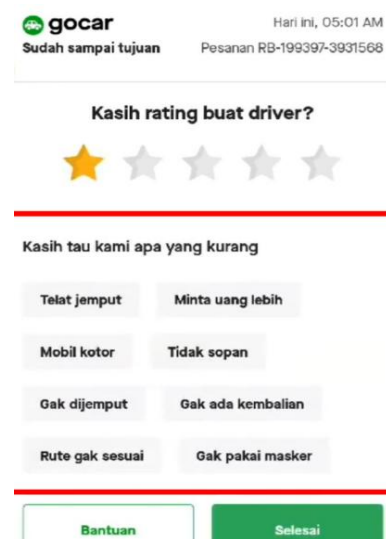 gocar
Hari ini, 05:01 AM
Sudah sampai tujuan
Pesanan RB-199397-3931568
Kasih rating buat driver?
Kasih tau kami apa yang kurang
Telat jemput
Minta uang lebih
Mobil kotor
Tidak sopan
Gak dijemput
Gak ada kembalian
Rute gak sesuai
Gak pakai masker
Bantuan
Selesai